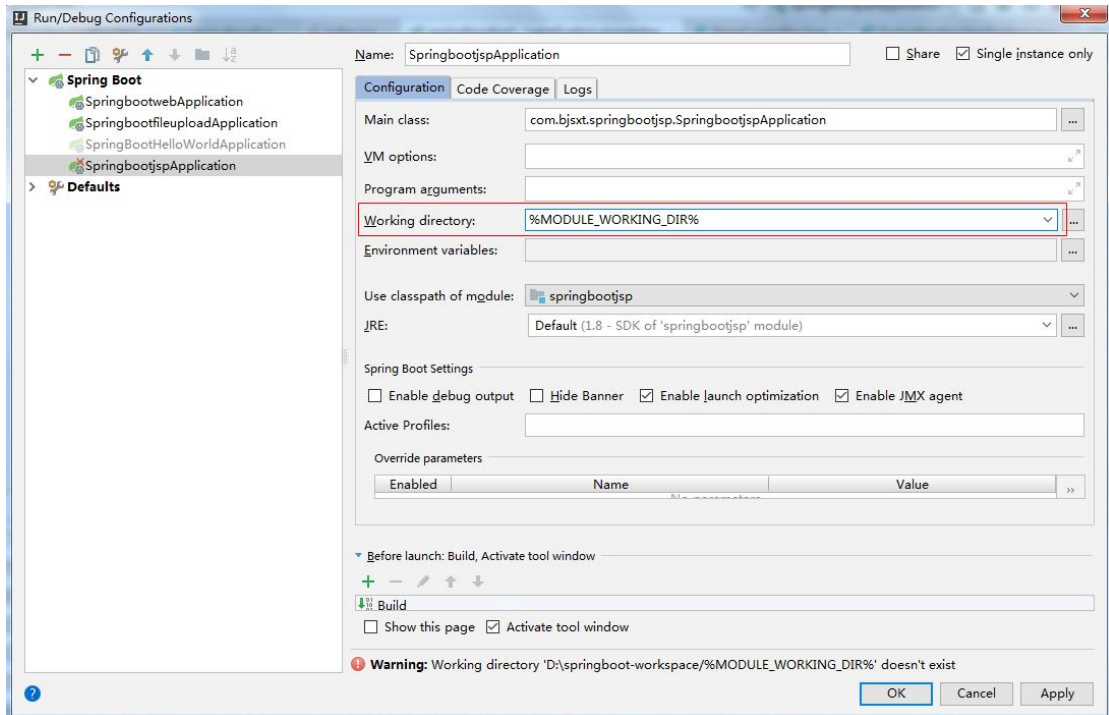 Run/Debug Configurations
Spring Boot
SpringbootwebApplication
SpringbootfileuploadApplication
SpringBootHelloWorldApplication
SpringbootjspApplication
Defaults
Name: SpringbootjspApplication Share Single instance only
Configuration Code Coverage Logs
Main class: com.bjsxt.springbootjsp.SpringbootjspApplication ...
VM options:
Program arguments:
Working directory: %MODULE_WORKING_DIR% ...
Environment variables: ...
Use classpath of module: springbootjsp
JRE: Default (1.8 - SDK of 'springbootjsp' module) ...
Spring Boot Settings
Enable debug output Hide Banner Enable launch optimization Enable JMX agent
Active Profiles:
Override parameters
Enabled Name Value >>
No parameters
Before launch: Build, Activate tool window
Build
Show this page Activate tool window
Warning: Working directory 'D:\springboot-workspace/%MODULE_WORKING_DIR%' doesn't exist
? OK Cancel Apply